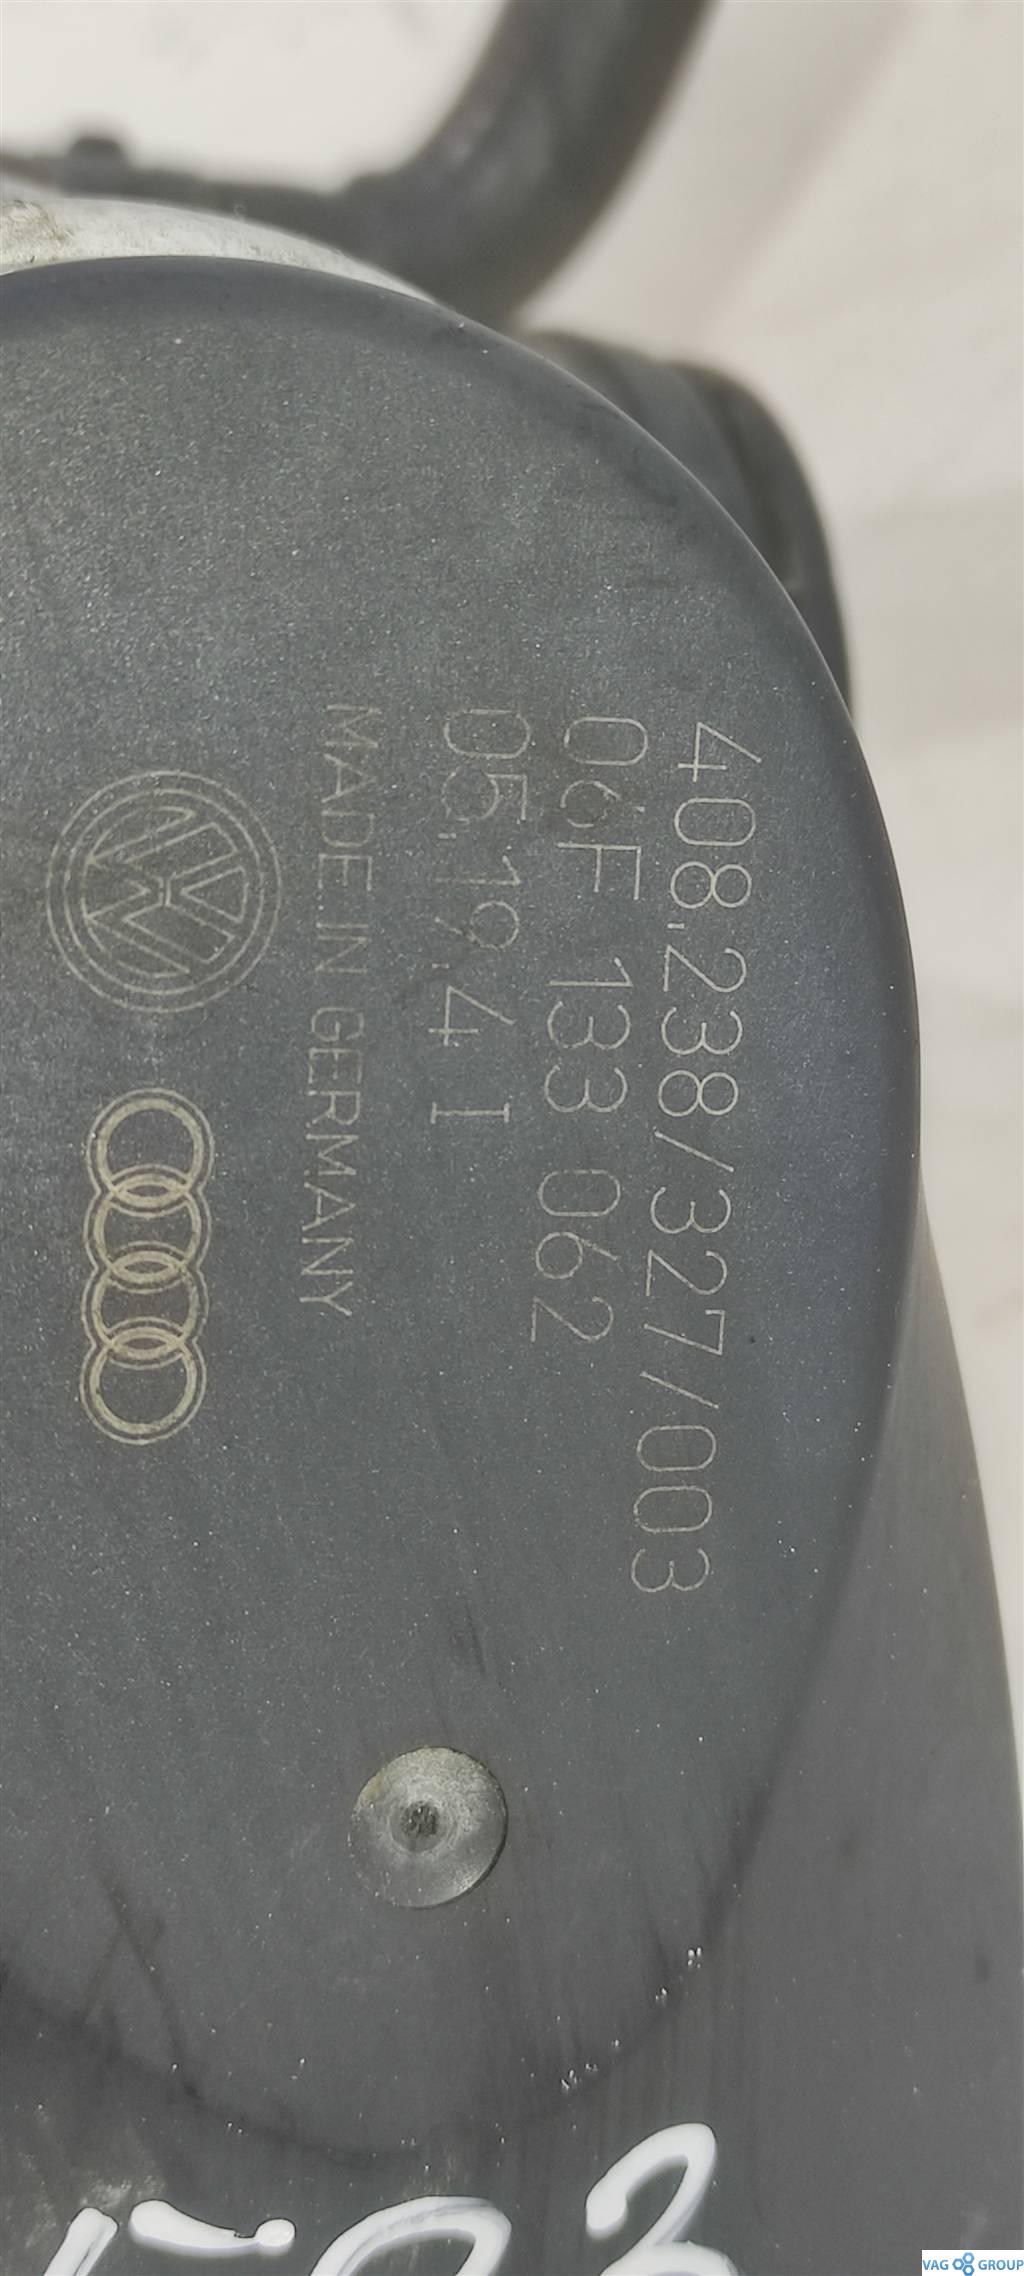 408.238/327/003
06F 133 062
05.19.4 I
MADE IN GERMANY
VAG GROUP